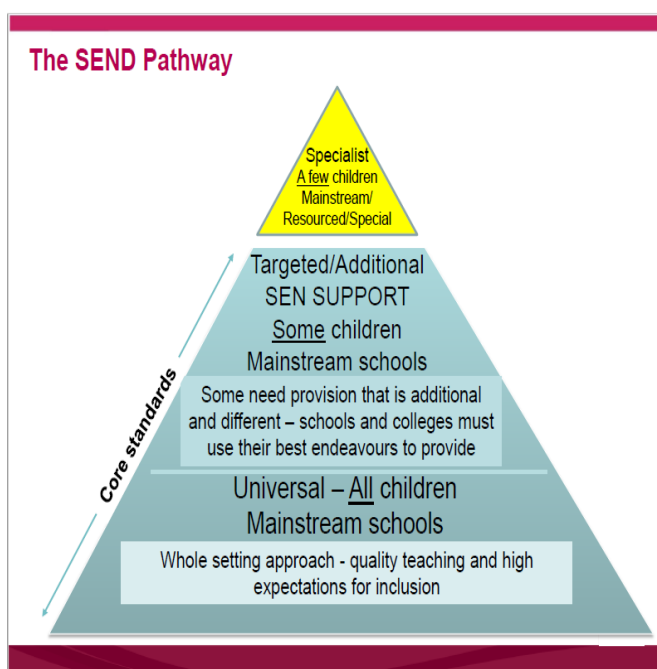 The SEND Pathway
Specialist
A few children
Mainstream/
Resourced/Special
Targeted/Additional
SEN SUPPORT
Some children
Mainstream schools
Some need provision that is additional
and different – schools and colleges must
use their best endeavours to provide
Core standards
Universal – All children
Mainstream schools
Whole setting approach - quality teaching and high
expectations for inclusion